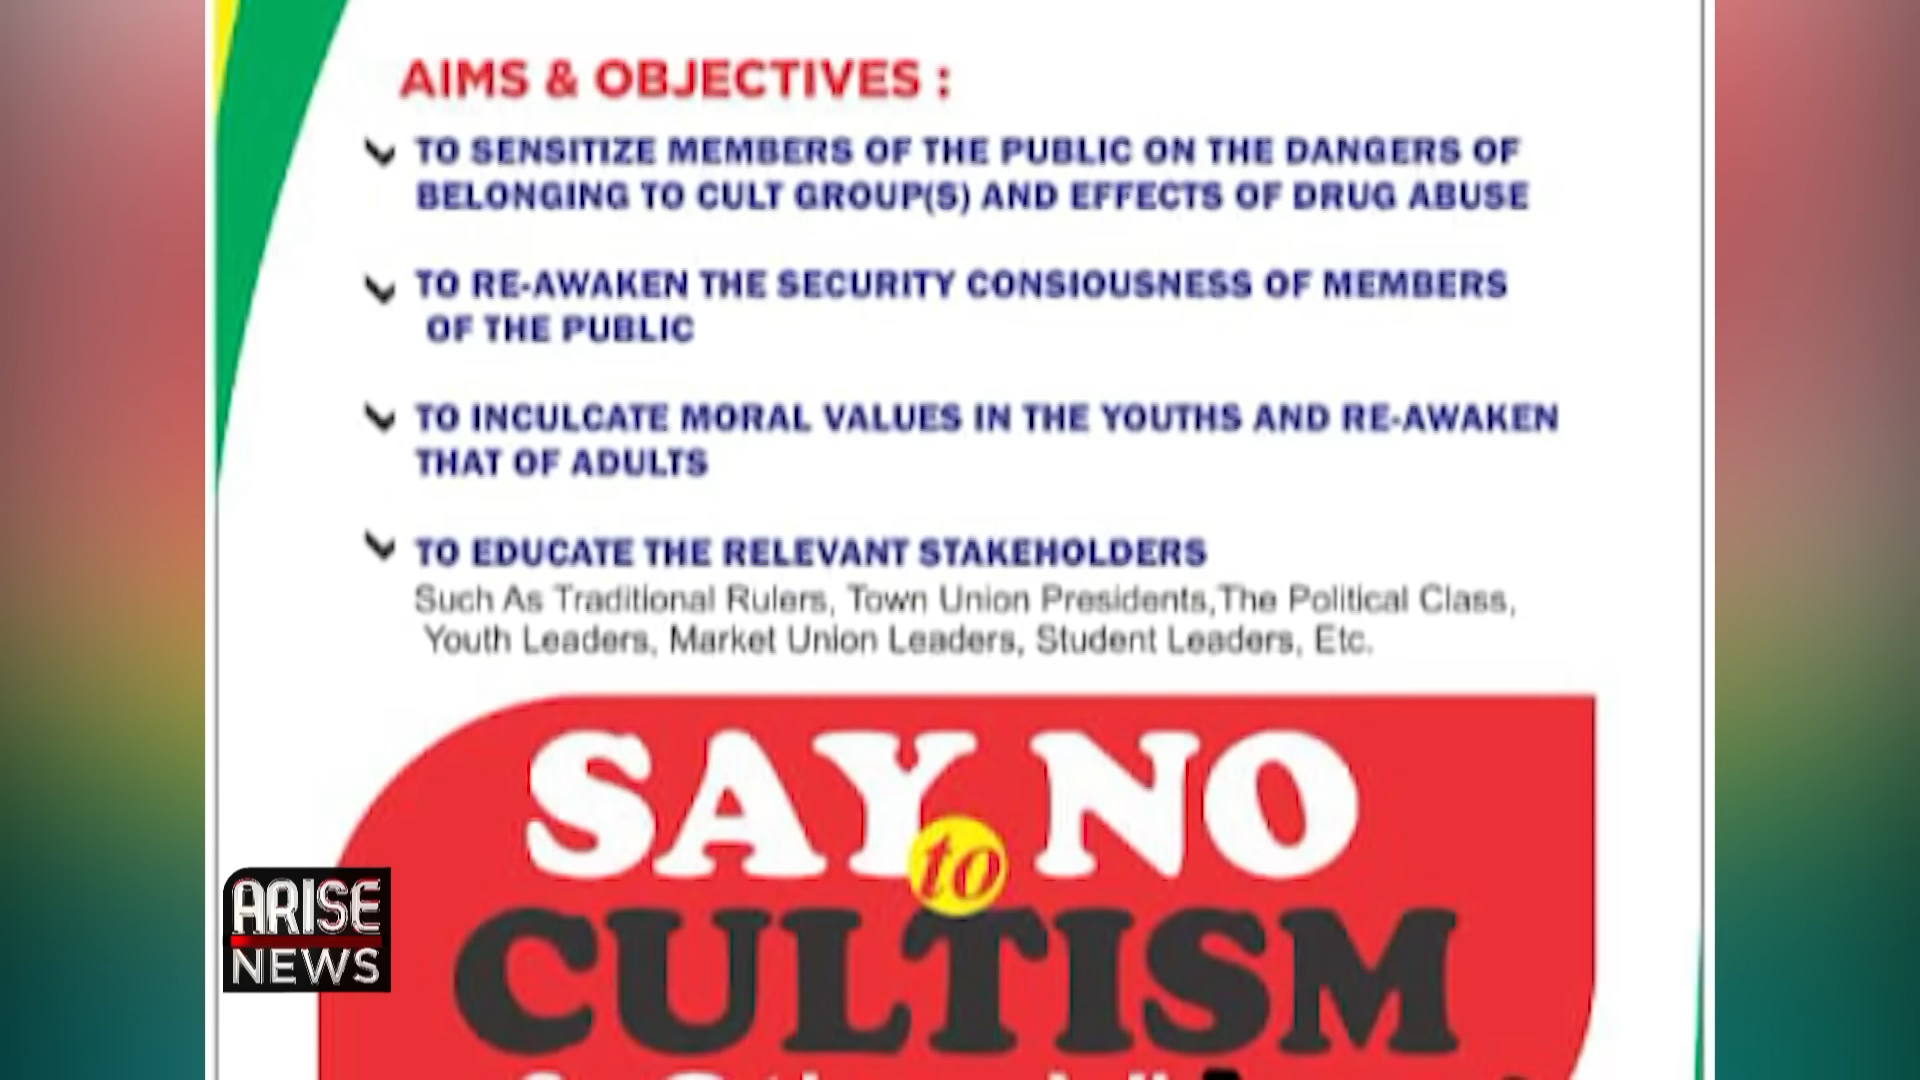 AIMS & OBJECTIVES :
TO SENSITIZE MEMBERS OF THE PUBLIC ON THE DANGERS OF
BELONGING TO CULT GROUP(S) AND EFFECTS OF DRUG ABUSE
TO RE-AWAKEN THE SECURITY CONSIOUSNESS OF MEMBERS
OF THE PUBLIC
TO INCULCATE MORAL VALUES IN THE YOUTHS AND RE-AWAKEN
THAT OF ADULTS
TO EDUCATE THE RELEVANT STAKEHOLDERS
Such As Traditional Rulers, Town Union Presidents,The Political Class,
Youth Leaders, Market Union Leaders, Student Leaders, Etc.
SAY NO
to
CULTISM
ARISE
NEWS